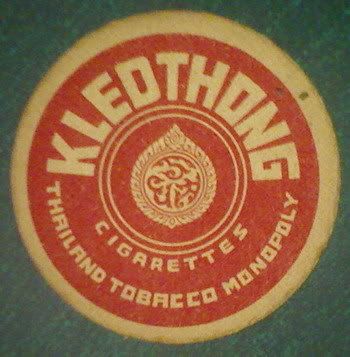 KLEDTHONG
CIGARETTES
THAILAND TOBACCO MONOPOLY